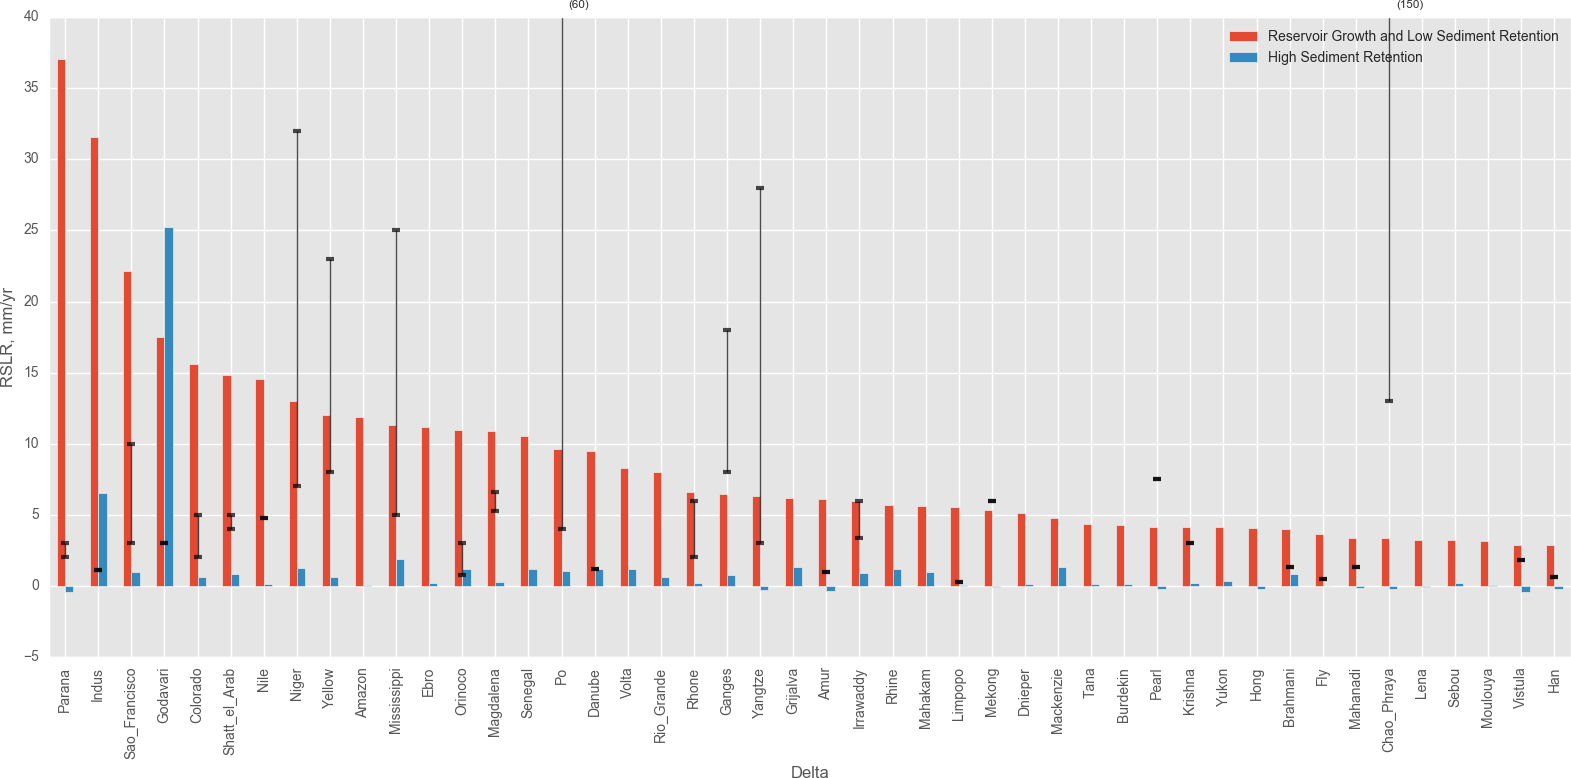 (60)
(150)
40
35
30
25
20
15
10
5
0
−5
RSLR, mm/yr
Reservoir Growth and Low Sediment Retention
High Sediment Retention
Parana
Indus
Sao_Francisco
Godavari
Colorado
Shatt_el_Arab
Nile
Niger
Yellow
Amazon
Mississippi
Ebro
Orinoco
Magdalena
Senegal
Po
Danube
Volta
Rio_Grande
Rhone
Ganges
Yangtze
Grijalva
Amur
Irrawaddy
Rhine
Mahakam
Limpopo
Mekong
Dnieper
Mackenzie
Tana
Burdekin
Pearl
Krishna
Yukon
Hong
Brahmani
Fly
Mahanadi
Chao_Phraya
Lena
Sebou
Moulouya
Vistula
Han
Delta